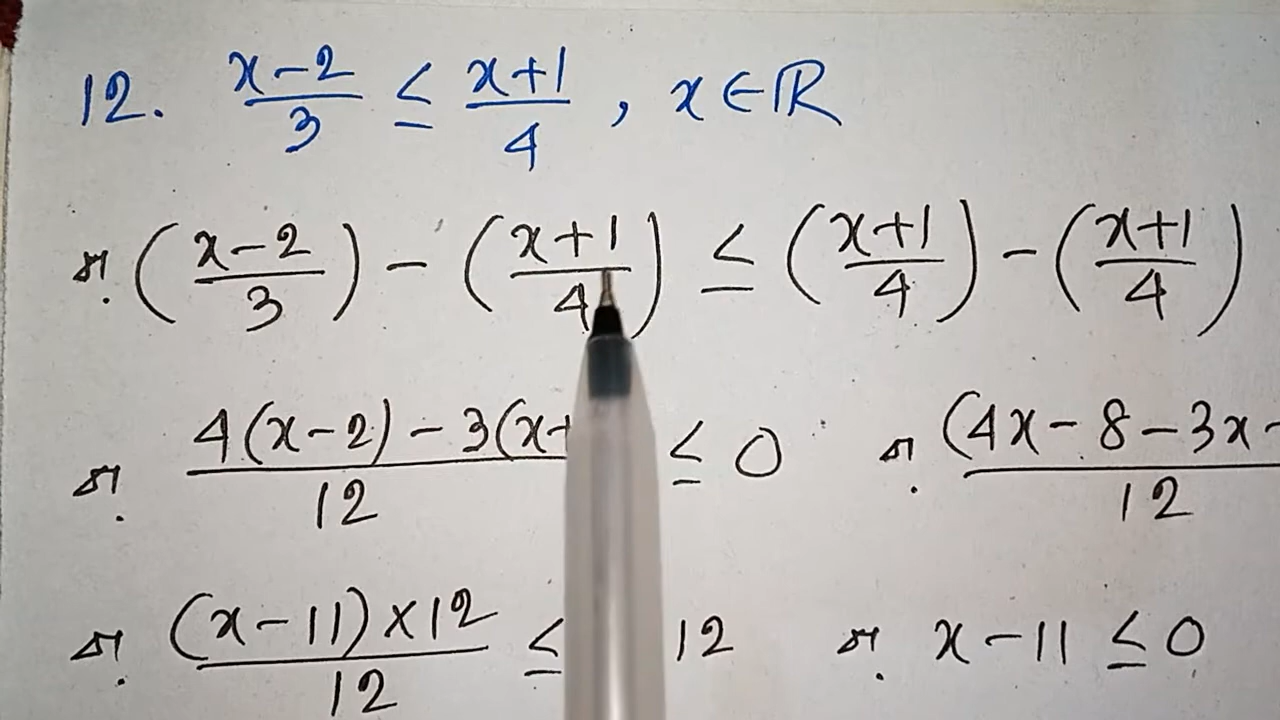 12. (x-2)/3 ≤ (x+1)/4, x∈ℝ
বা. ((x-2)/3) - ((x+1)/4) ≤ ((x+1)/4) - ((x+1)/4)
বা. (4(x-2)-3(x+)/12 ≤ 0 বা. (4x-8-3x-)/12
বা. ((x-11)×12)/12 ≤ 12 বা. x-11 ≤ 0